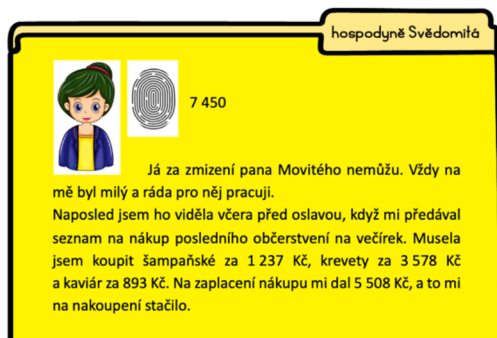 hospodyně Svědomitá
7 450
Já za zmizení pana Movitého nemůžu. Vždy na
mě byl milý a ráda pro něj pracuji.
Naposled jsem ho viděla včera před oslavou, když mi předával
seznam na nákup posledního občerstvení na večírek. Musela
jsem koupit šampaňské za 1 237 Kč, krevety za 3 578 Kč
a kaviár za 893 Kč. Na zaplacení nákupu mi dal 5 508 Kč, a to mi
na nakoupení stačilo.